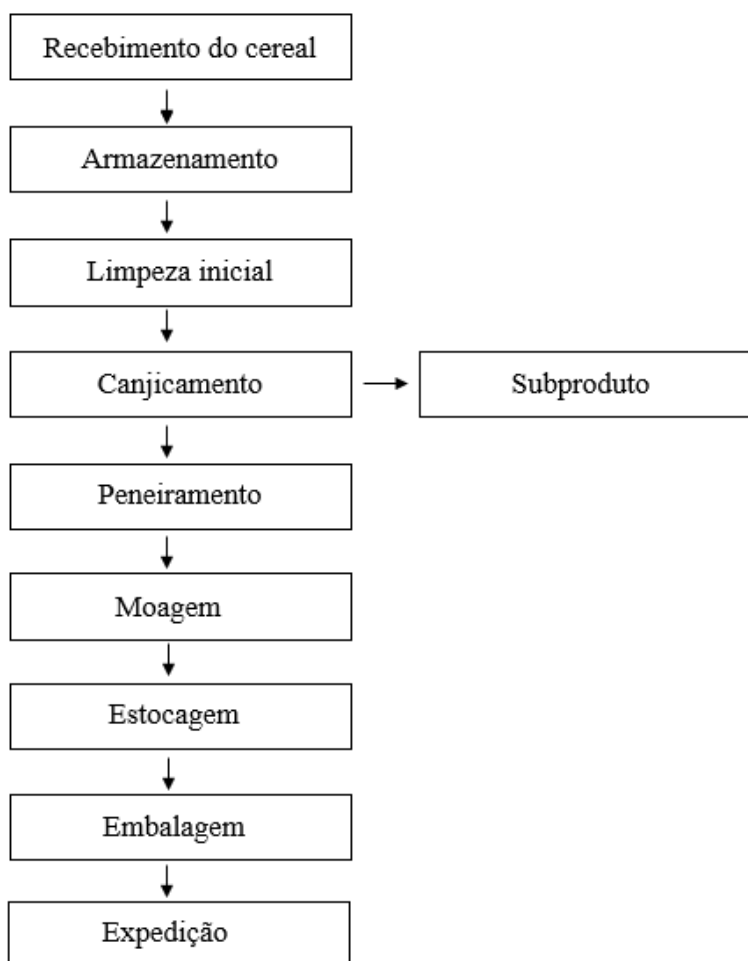 Recebimento do cereal
Armazenamento
Limpeza inicial
Canjicamento
Subproduto
Peneiramento
Moagem
Estocagem
Embalagem
Expedição